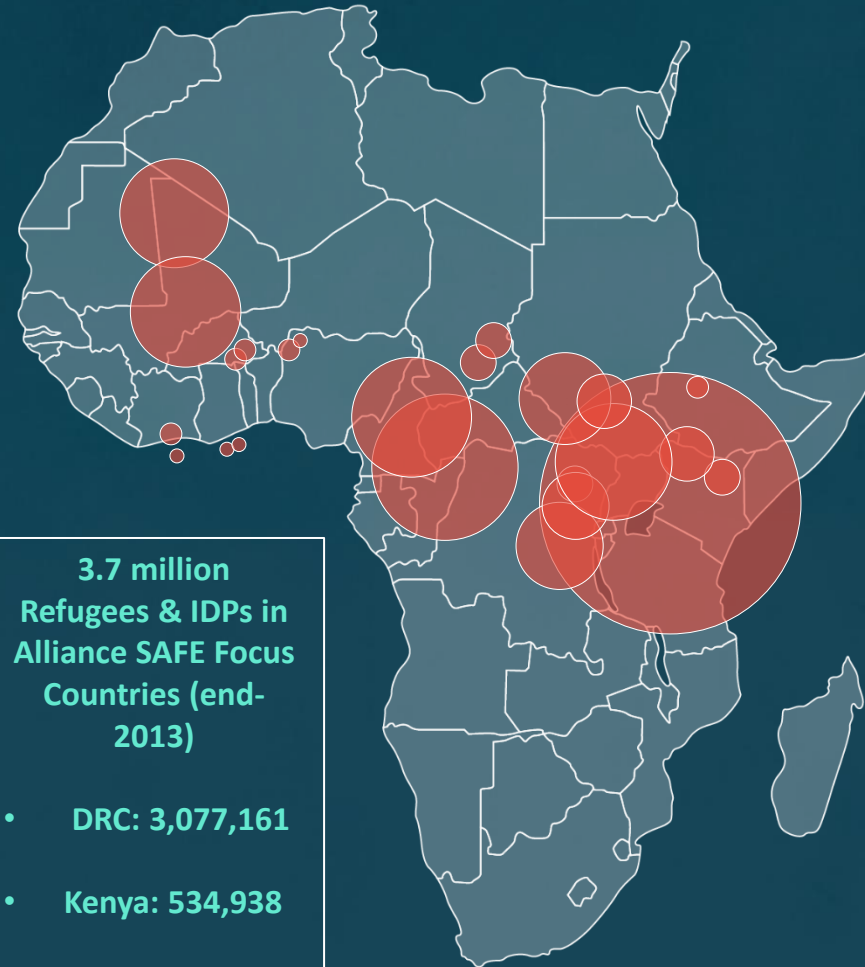 3.7 million
Refugees & IDPs in
Alliance SAFE Focus
Countries (end-
2013)
• DRC: 3,077,161
• Kenya: 534,938